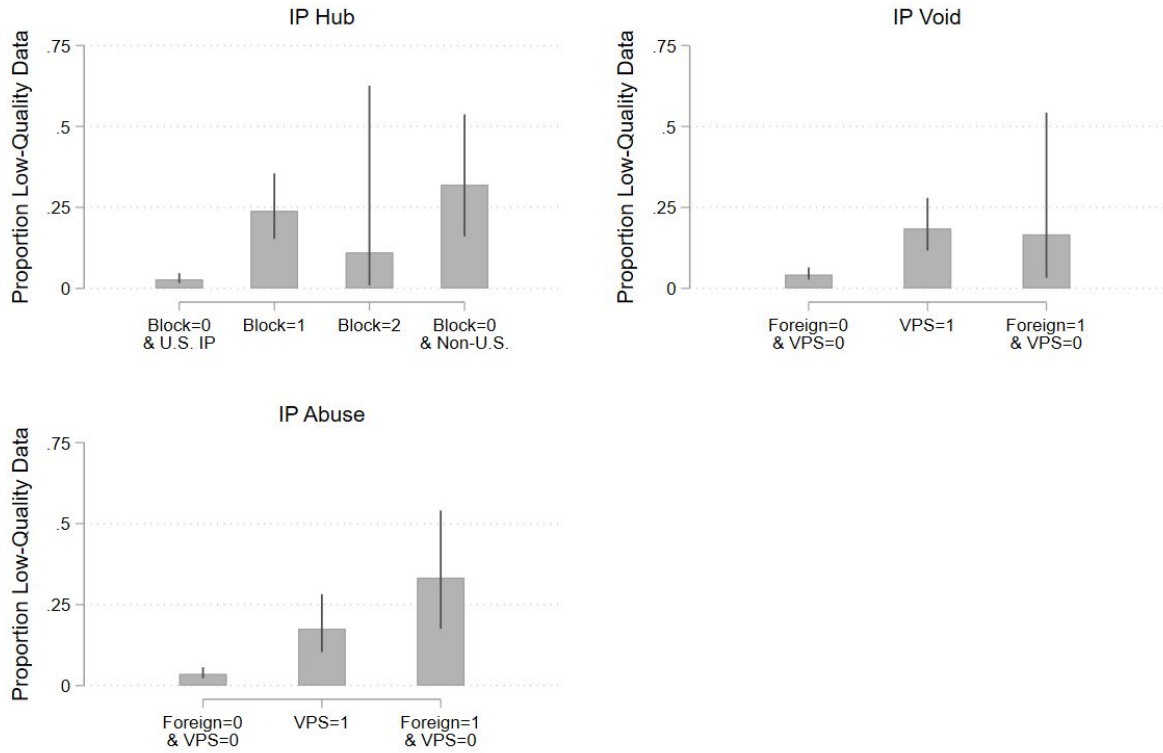 IP Hub
Proportion Low-Quality Data
.75
.5
.25
0
Block=0
& U.S. IP
Block=1
Block=2
Block=0
& Non-U.S.
IP Void
Proportion Low-Quality Data
.75
.5
.25
0
Foreign=0
& VPS=0
VPS=1
Foreign=1
& VPS=0
IP Abuse
Proportion Low-Quality Data
.75
.5
.25
0
Foreign=0
& VPS=0
VPS=1
Foreign=1
& VPS=0